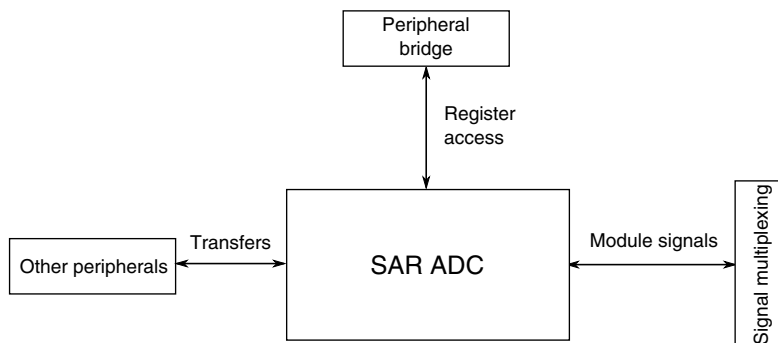 Peripheral
bridge
Register
access
Other peripherals
Transfers
SAR ADC
Module signals
Signal multiplexing